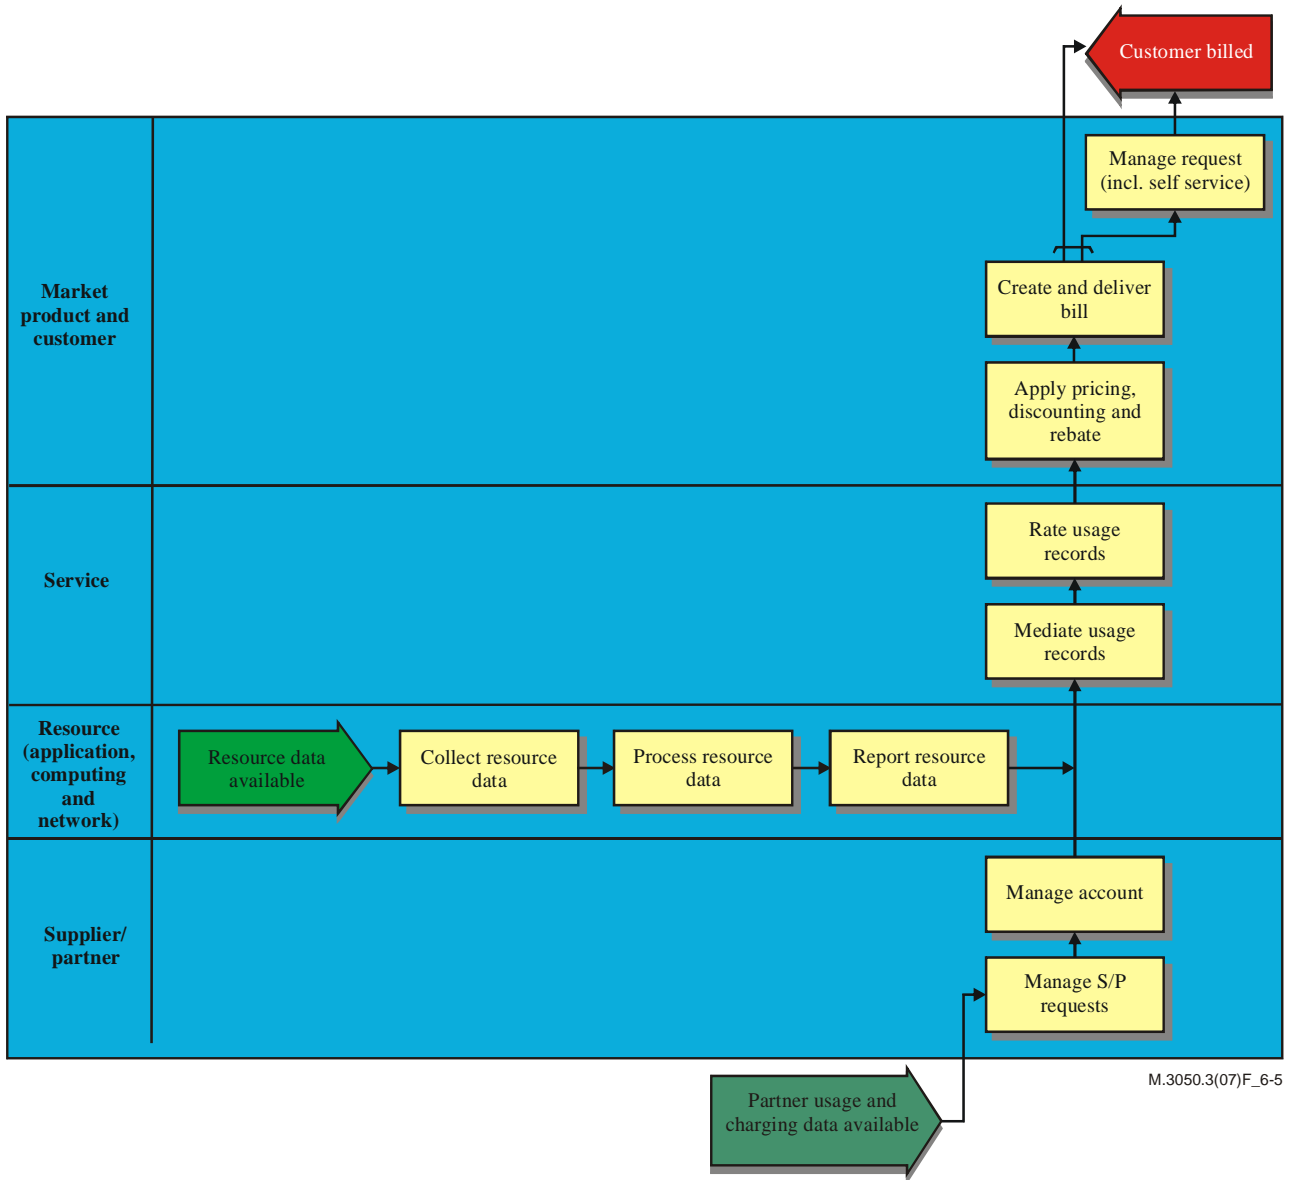 Customer billed
Manage request
(incl. self service)
Market
product and
customer
Create and deliver
bill
Apply pricing,
discounting and
rebate
Service
Rate usage
records
Mediate usage
records
Resource
(application,
computing
and
network)
Resource data
available
Collect resource
data
Process resource
data
Report resource
data
Supplier/
partner
Manage account
Manage S/P
requests
M.3050.3(07)F_6-5
Partner usage and
charging data available